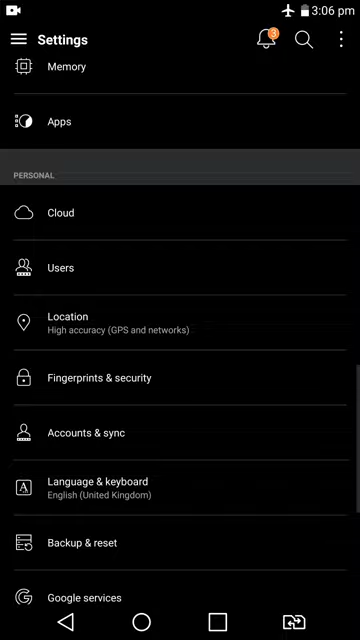 3:06 pm
Settings
3
Memory
Apps
PERSONAL
Cloud
Users
Location
High accuracy (GPS and networks)
Fingerprints & security
Accounts & sync
Language & keyboard
English (United Kingdom)
Backup & reset
Google services